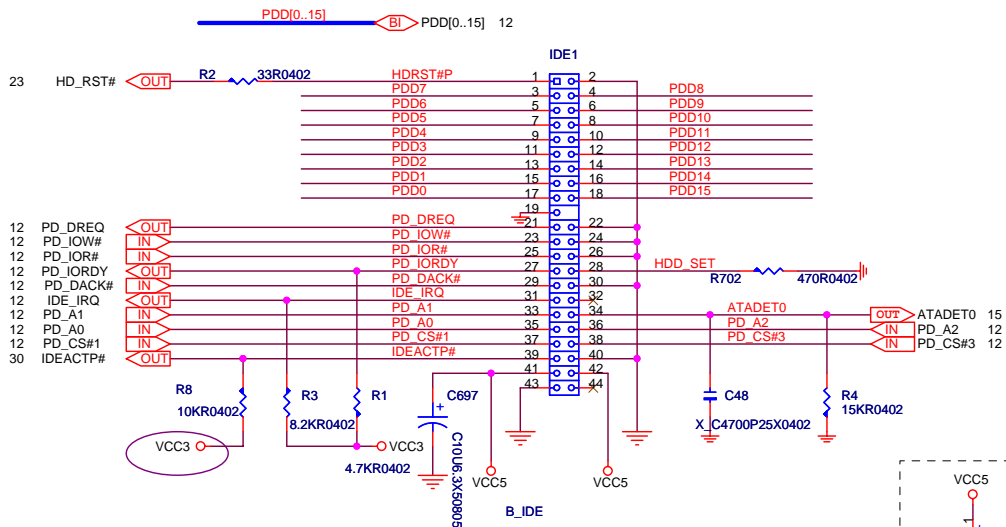 PDD[0..15] BI PDD[0..15] 12
IDE1
23 HD_RST# OUT R2 33R0402 HDRST#P 1 2
PDD7 3 4 PDD8
PDD6 5 6 PDD9
PDD5 7 8 PDD10
PDD4 9 10 PDD11
PDD3 11 12 PDD12
PDD2 13 14 PDD13
PDD1 15 16 PDD14
PDD0 17 18 PDD15
19
12 PD_DREQ OUT PD_DREQ 21 22
12 PD_IOW# IN PD_IOW# 23 24
12 PD_IOR# IN PD_IOR# 25 26
12 PD_IORDY OUT PD_IORDY 27 28 HDD_SET R702 470R0402
12 PD_DACK# IN PD_DACK# 29 30
12 IDE_IRQ OUT IDE_IRQ 31 32
12 PD_A1 IN PD_A1 33 34 ATADET0 OUT ATADET0 15
12 PD_A0 IN PD_A0 35 36 PD_A2 IN PD_A2 12
12 PD_CS#1 IN PD_CS#1 37 38 PD_CS#3 IN PD_CS#3 12
30 IDEACTP# OUT IDEACTP# 39 40
41 42
43 44
R8 R3 R1 C697 C48 R4
10KR0402 8.2KR0402 X_C4700P25X0402 15KR0402
VCC3 VCC3
4.7KR0402
C10U6.3X50805
VCC5 VCC5 VCC5
B_IDE
1